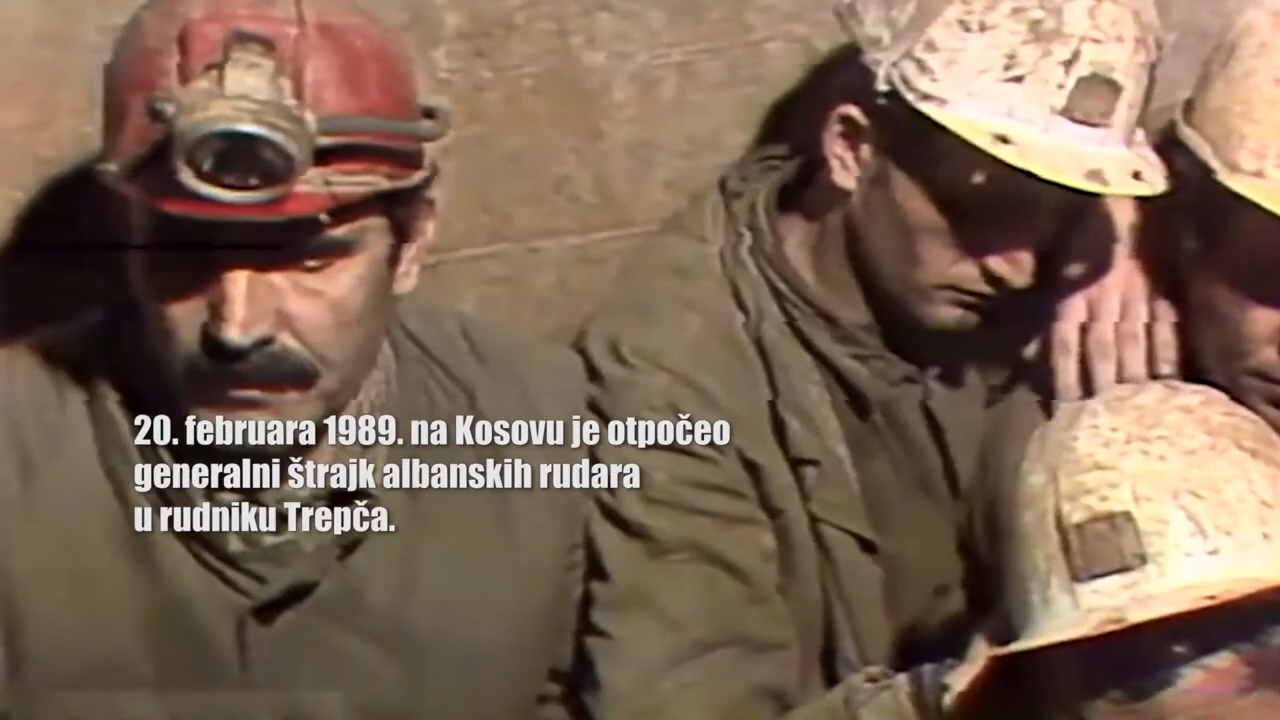 20. februara 1989. na Kosovu je otpočeo
generalni štrajk albanskih rudara
u rudniku Trepča.